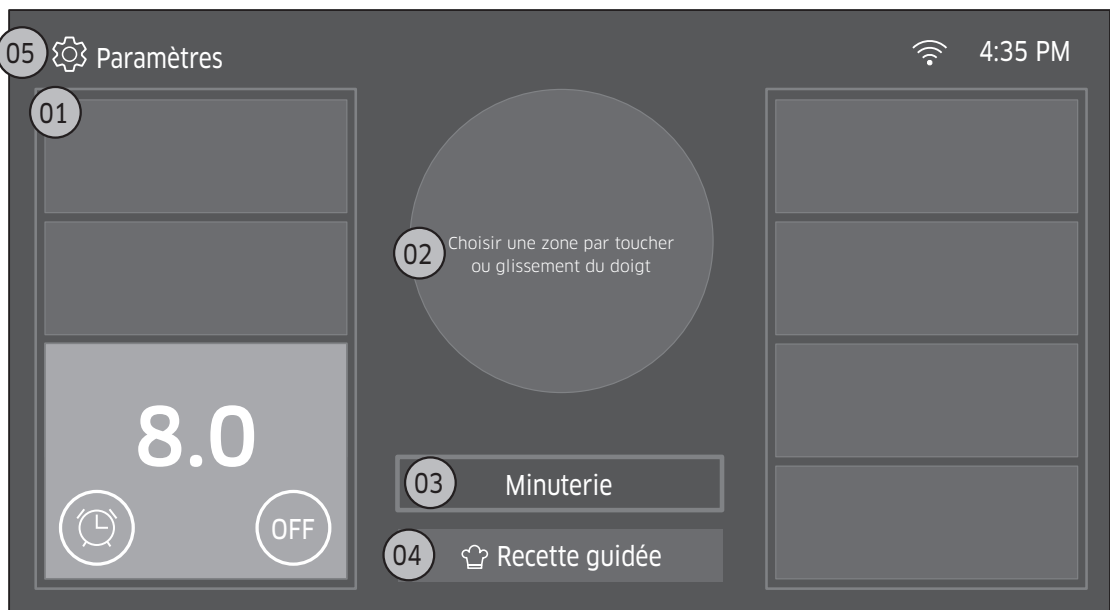 05 Paramètres 4:35 PM
01
02 Choisir une zone par toucher
ou glissement du doigt
8.0
OFF
03 Minuterie
04 Recette guidée